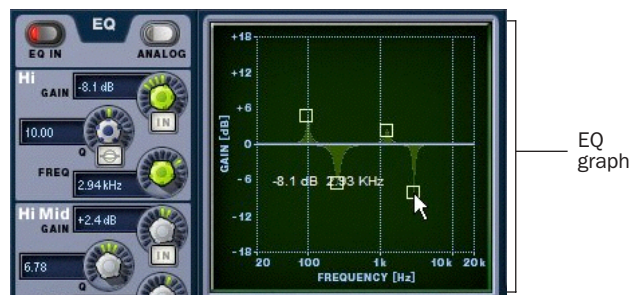 EQ
EQ IN
ANALOG
Hi
GAIN
-8.1 dB
IN
10.00
Q
FREQ
2.94 kHz
Hi Mid
GAIN
+2.4 dB
IN
6.78
Q
GAIN [dB]
+18
+12
+6
0
-6
-12
-18
-8.1 dB 2.93 KHz
20 100 1k 10k 20k
FREQUENCY [Hz]
EQ
graph